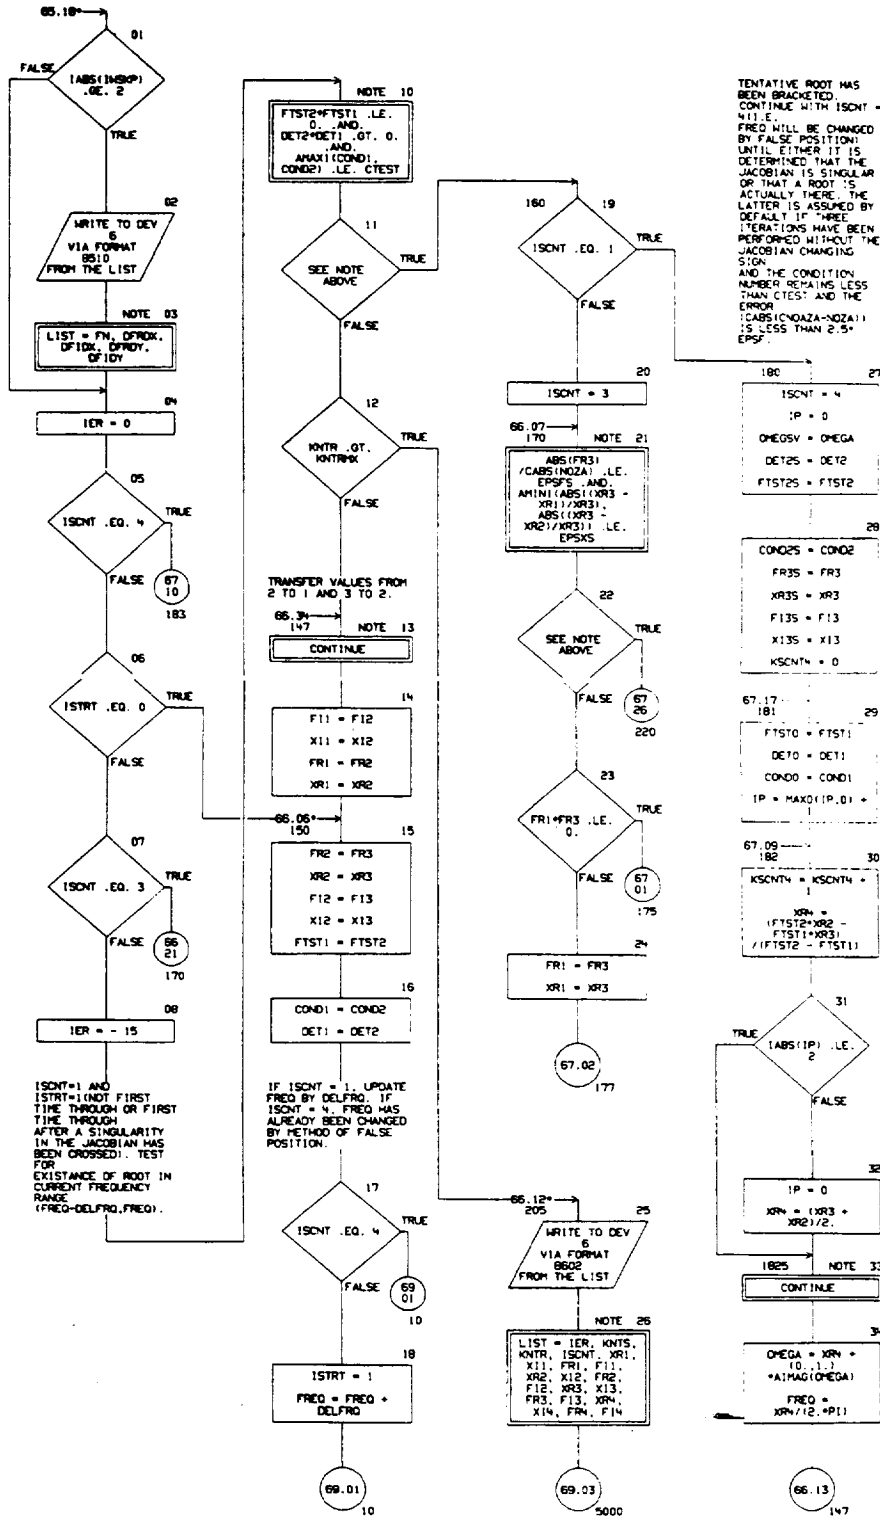 65.18*
01
IABS(IWSKP)
.GE. 2
FALSE
TRUE
02
WRITE TO DEV
6
VIA FORMAT
8510
FROM THE LIST
NOTE 03
LIST = FN, DFRDX,
DFIDX, DFRDY,
DFIDY
04
IER = 0
05
ISCNT .EQ. 4
TRUE
67
10
183
FALSE
06
ISTRT .EQ. 0
TRUE
FALSE
07
ISCNT .EQ. 3
TRUE
66
21
170
FALSE
08
IER = - 15
ISCNT=1 AND
ISTRT=1(NOT FIRST
TIME THROUGH OR FIRST
TIME THROUGH
AFTER A SINGULARITY
IN THE JACOBIAN HAS
BEEN CROSSED). TEST
FOR
EXISTANCE OF ROOT IN
CURRENT FREQUENCY
RANGE
(FREQ-DELFRQ,FREQ).
NOTE 10
FTST2*FTST1 .LE.
0. .AND.
DET2*DET1 .GT. 0.
.AND.
AMAX1(COND1,
COND2) .LE. CTEST
11
SEE NOTE
ABOVE
TRUE
FALSE
12
KNTR .GT.
KNTRMX
TRUE
FALSE
TRANSFER VALUES FROM
2 TO 1 AND 3 TO 2.
66.34
147
NOTE 13
CONTINUE
14
FI1 = FI2
XI1 = XI2
FR1 = FR2
XR1 = XR2
66.06*
150
15
FR2 = FR3
XR2 = XR3
FI2 = FI3
XI2 = XI3
FTST1 = FTST2
16
COND1 = COND2
DET1 = DET2
IF ISCNT = 1, UPDATE
FREQ BY DELFRQ. IF
ISCNT = 4, FREQ HAS
ALREADY BEEN CHANGED
BY METHOD OF FALSE
POSITION.
17
ISCNT .EQ. 4
TRUE
69
01
10
FALSE
18
ISTRT = 1
FREQ = FREQ +
DELFRQ
69.01
10
160
19
ISCNT .EQ. 1
TRUE
FALSE
20
ISCNT = 3
66.07
170
NOTE 21
ABS(FR3)
/CABS(NOZA) .LE.
EPSFS .AND.
AMIN1(ABS((XR3 -
XR1)/XR3),
ABS((XR3 -
XR2)/XR3)) .LE.
EPSXS
22
SEE NOTE
ABOVE
TRUE
67
26
220
FALSE
23
FR1*FR3 .LE.
0.
TRUE
67
01
175
FALSE
24
FR1 = FR3
XR1 = XR3
67.02
177
66.12*
205
25
WRITE TO DEV
6
VIA FORMAT
8602
FROM THE LIST
NOTE 26
LIST = IER, KNTS,
KNTR, ISCNT, XR1,
XI1, FR1, FI1,
XR2, XI2, FR2,
FI2, XR3, XI3,
FR3, FI3, XR4,
XI4, FR4, FI4
69.03
5000
TENTATIVE ROOT HAS
BEEN BRACKETED.
CONTINUE WITH ISCNT =
4(I.E.
FREQ WILL BE CHANGED
BY FALSE POSITION)
UNTIL EITHER IT IS
DETERMINED THAT THE
JACOBIAN IS SINGULAR
OR THAT A ROOT IS
ACTUALLY THERE. THE
LATTER IS ASSUMED BY
DEFAULT IF THREE
ITERATIONS HAVE BEEN
PERFORMED WITHOUT THE
JACOBIAN CHANGING
SIGN
AND THE CONDITION
NUMBER REMAINS LESS
THAN CTEST AND THE
ERROR
(CABS(CNOAZA-NOZA))
IS LESS THAN 2.5*
EPSF.
180
27
ISCNT = 4
IP = 0
OMEGSV = OMEGA
DET2S = DET2
FTST2S = FTST2
28
COND2S = COND2
FR3S = FR3
XR3S = XR3
FI3S = FI3
XI3S = XI3
KSCNT4 = 0
67.17
181
29
FTST0 = FTST1
DET0 = DET1
COND0 = COND1
IP = MAX0(IP,0) +
67.09
182
30
KSCNT4 = KSCNT4 +
1
XR4 =
(FTST2*XR2 -
FTST1*XR3)
/(FTST2 - FTST1)
31
IABS(IP) .LE.
2
TRUE
FALSE
32
IP = 0
XR4 = (XR3 +
XR2)/2.
1825
NOTE 33
CONTINUE
34
OMEGA = XR4 +
(0.,1.)
*AIMAG(OMEGA)
FREQ =
XR4/(2.*PI)
66.13
147